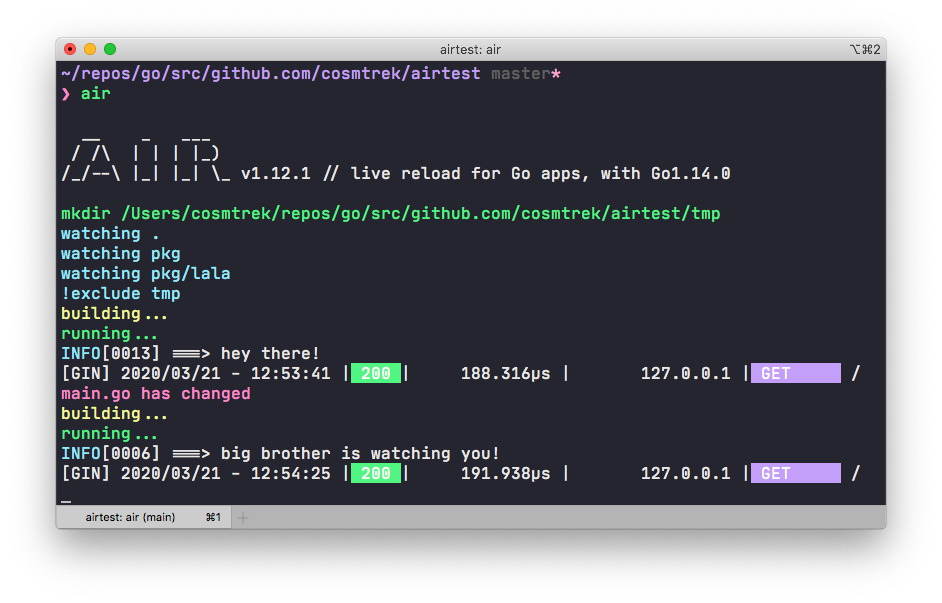 airtest: air ⌥⌘2
~/repos/go/src/github.com/cosmtrek/airtest master*
❯ air
  __    _   ___
 / /\  | | | |_)
/_/--\ |_| |_| \_ v1.12.1 // live reload for Go apps, with Go1.14.0
mkdir /Users/cosmtrek/repos/go/src/github.com/cosmtrek/airtest/tmp
watching .
watching pkg
watching pkg/lala
!exclude tmp
building...
running...
INFO[0013] ===> hey there!
[GIN] 2020/03/21 - 12:53:41 | 200 |     188.316µs |       127.0.0.1 | GET      /
main.go has changed
building...
running...
INFO[0006] ===> big brother is watching you!
[GIN] 2020/03/21 - 12:54:25 | 200 |     191.938µs |       127.0.0.1 | GET      /
airtest: air (main) ⌘1 +